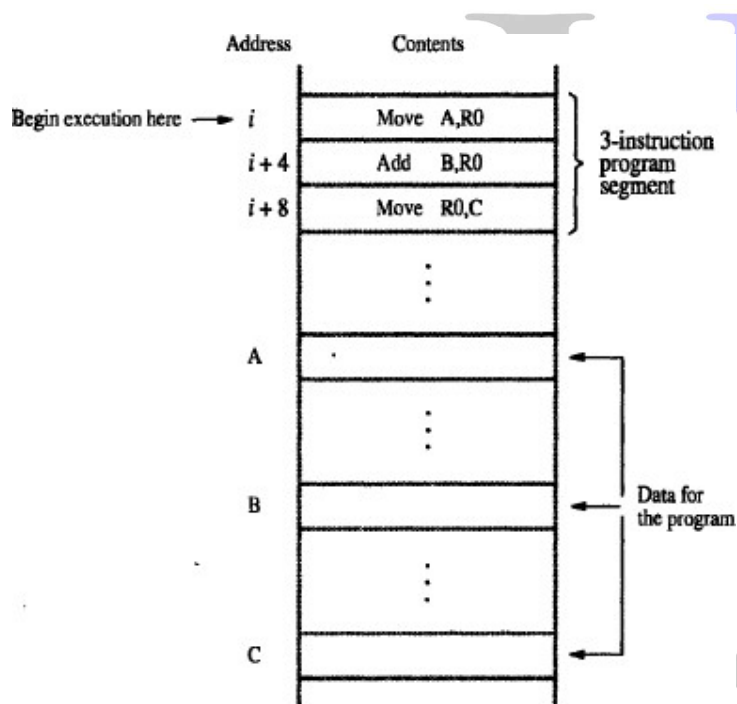 Address Contents
Begin execution here i Move A,R0
i + 4 Add B,R0
i + 8 Move R0,C
3-instruction
program
segment
A
B
C
Data for
the program